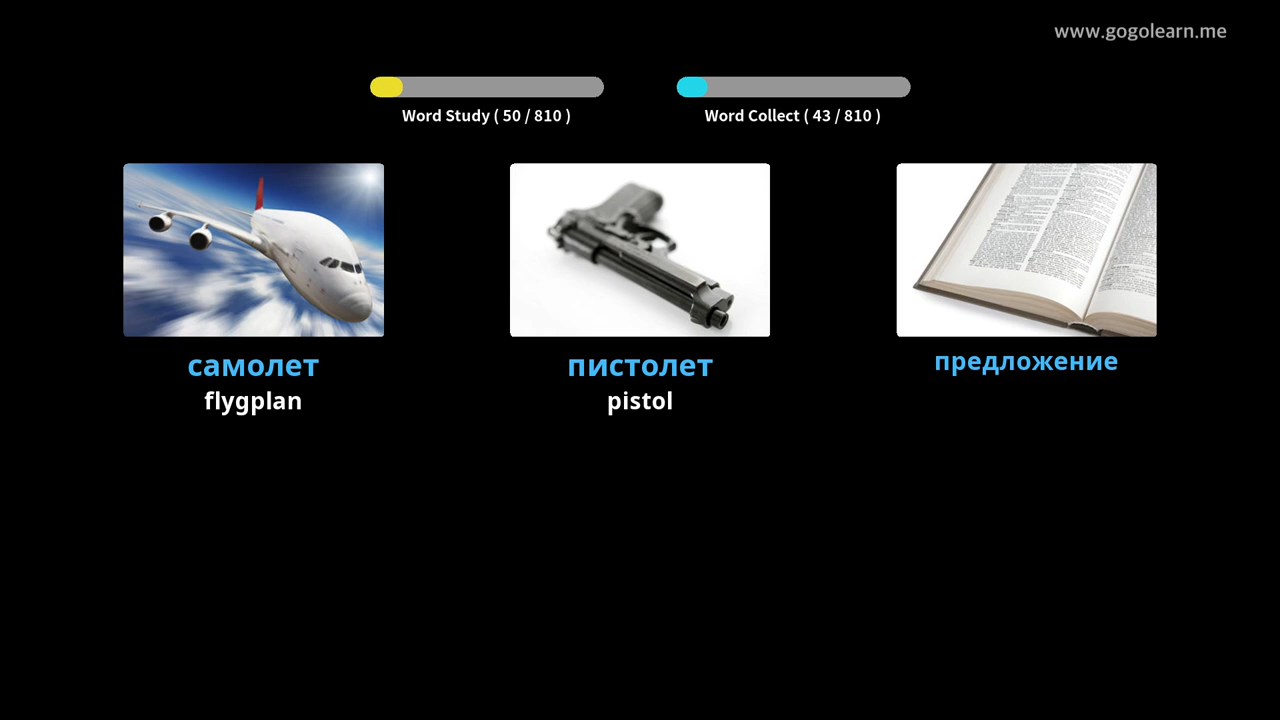 www.gogolearn.me
Word Study ( 50 / 810 )
Word Collect ( 43 / 810 )
самолет
flygplan
пистолет
pistol
предложение